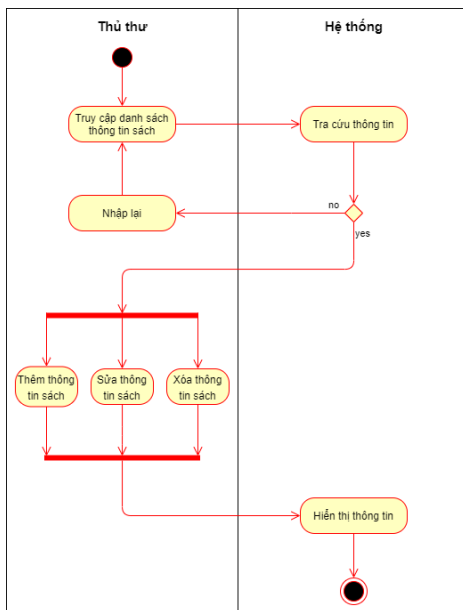 Thủ thư
Hệ thống
Truy cập danh sách
thông tin sách
Tra cứu thông tin
Nhập lại
no
yes
Thêm thông
tin sách
Sửa thông
tin sách
Xóa thông
tin sách
Hiển thị thông tin